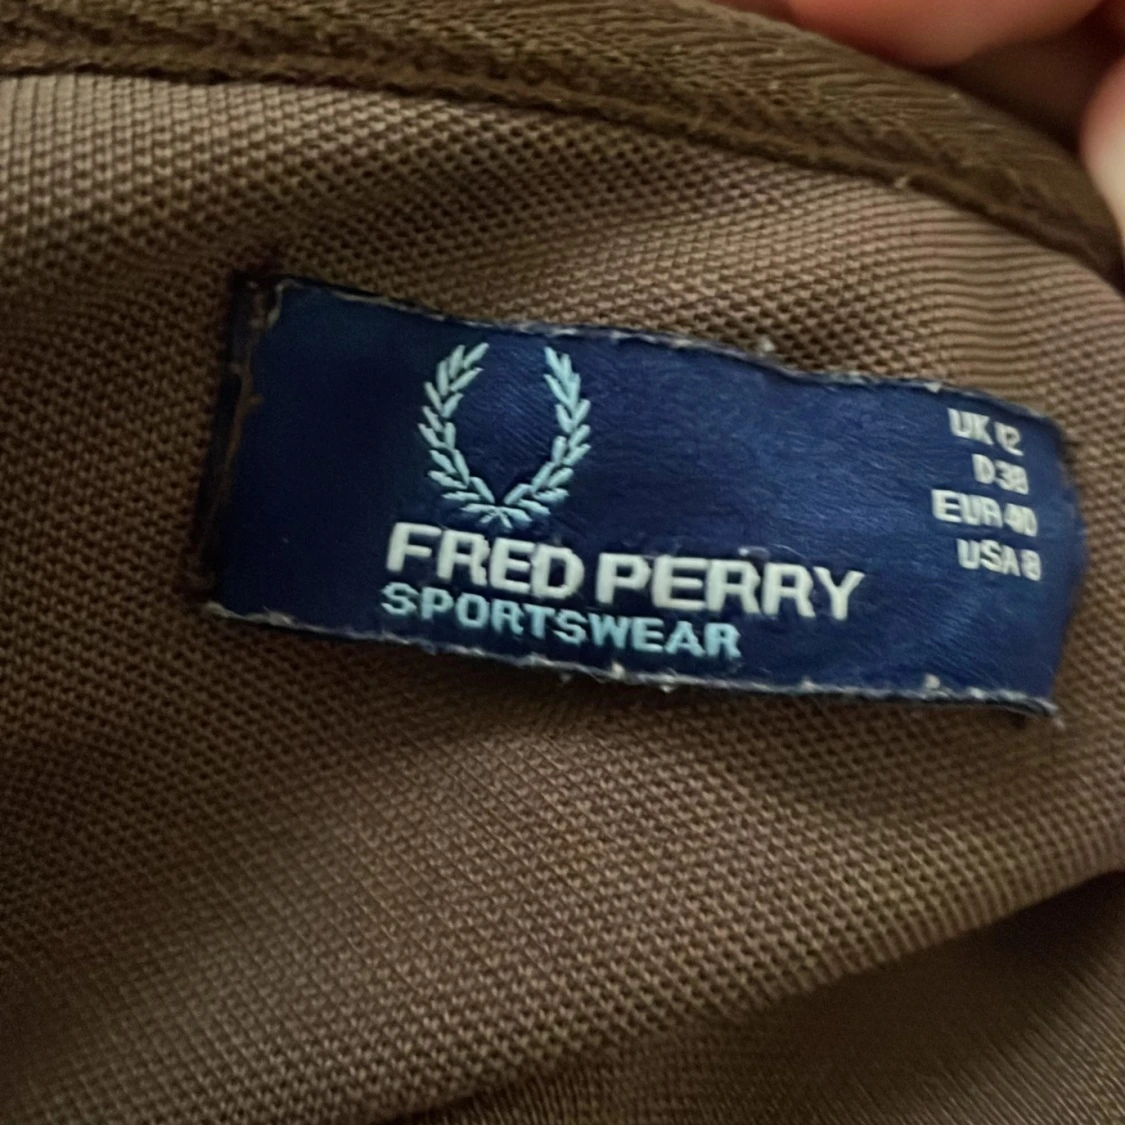 FRED PERRY
SPORTSWEAR
UK 12
D 38
EUR 40
USA 8